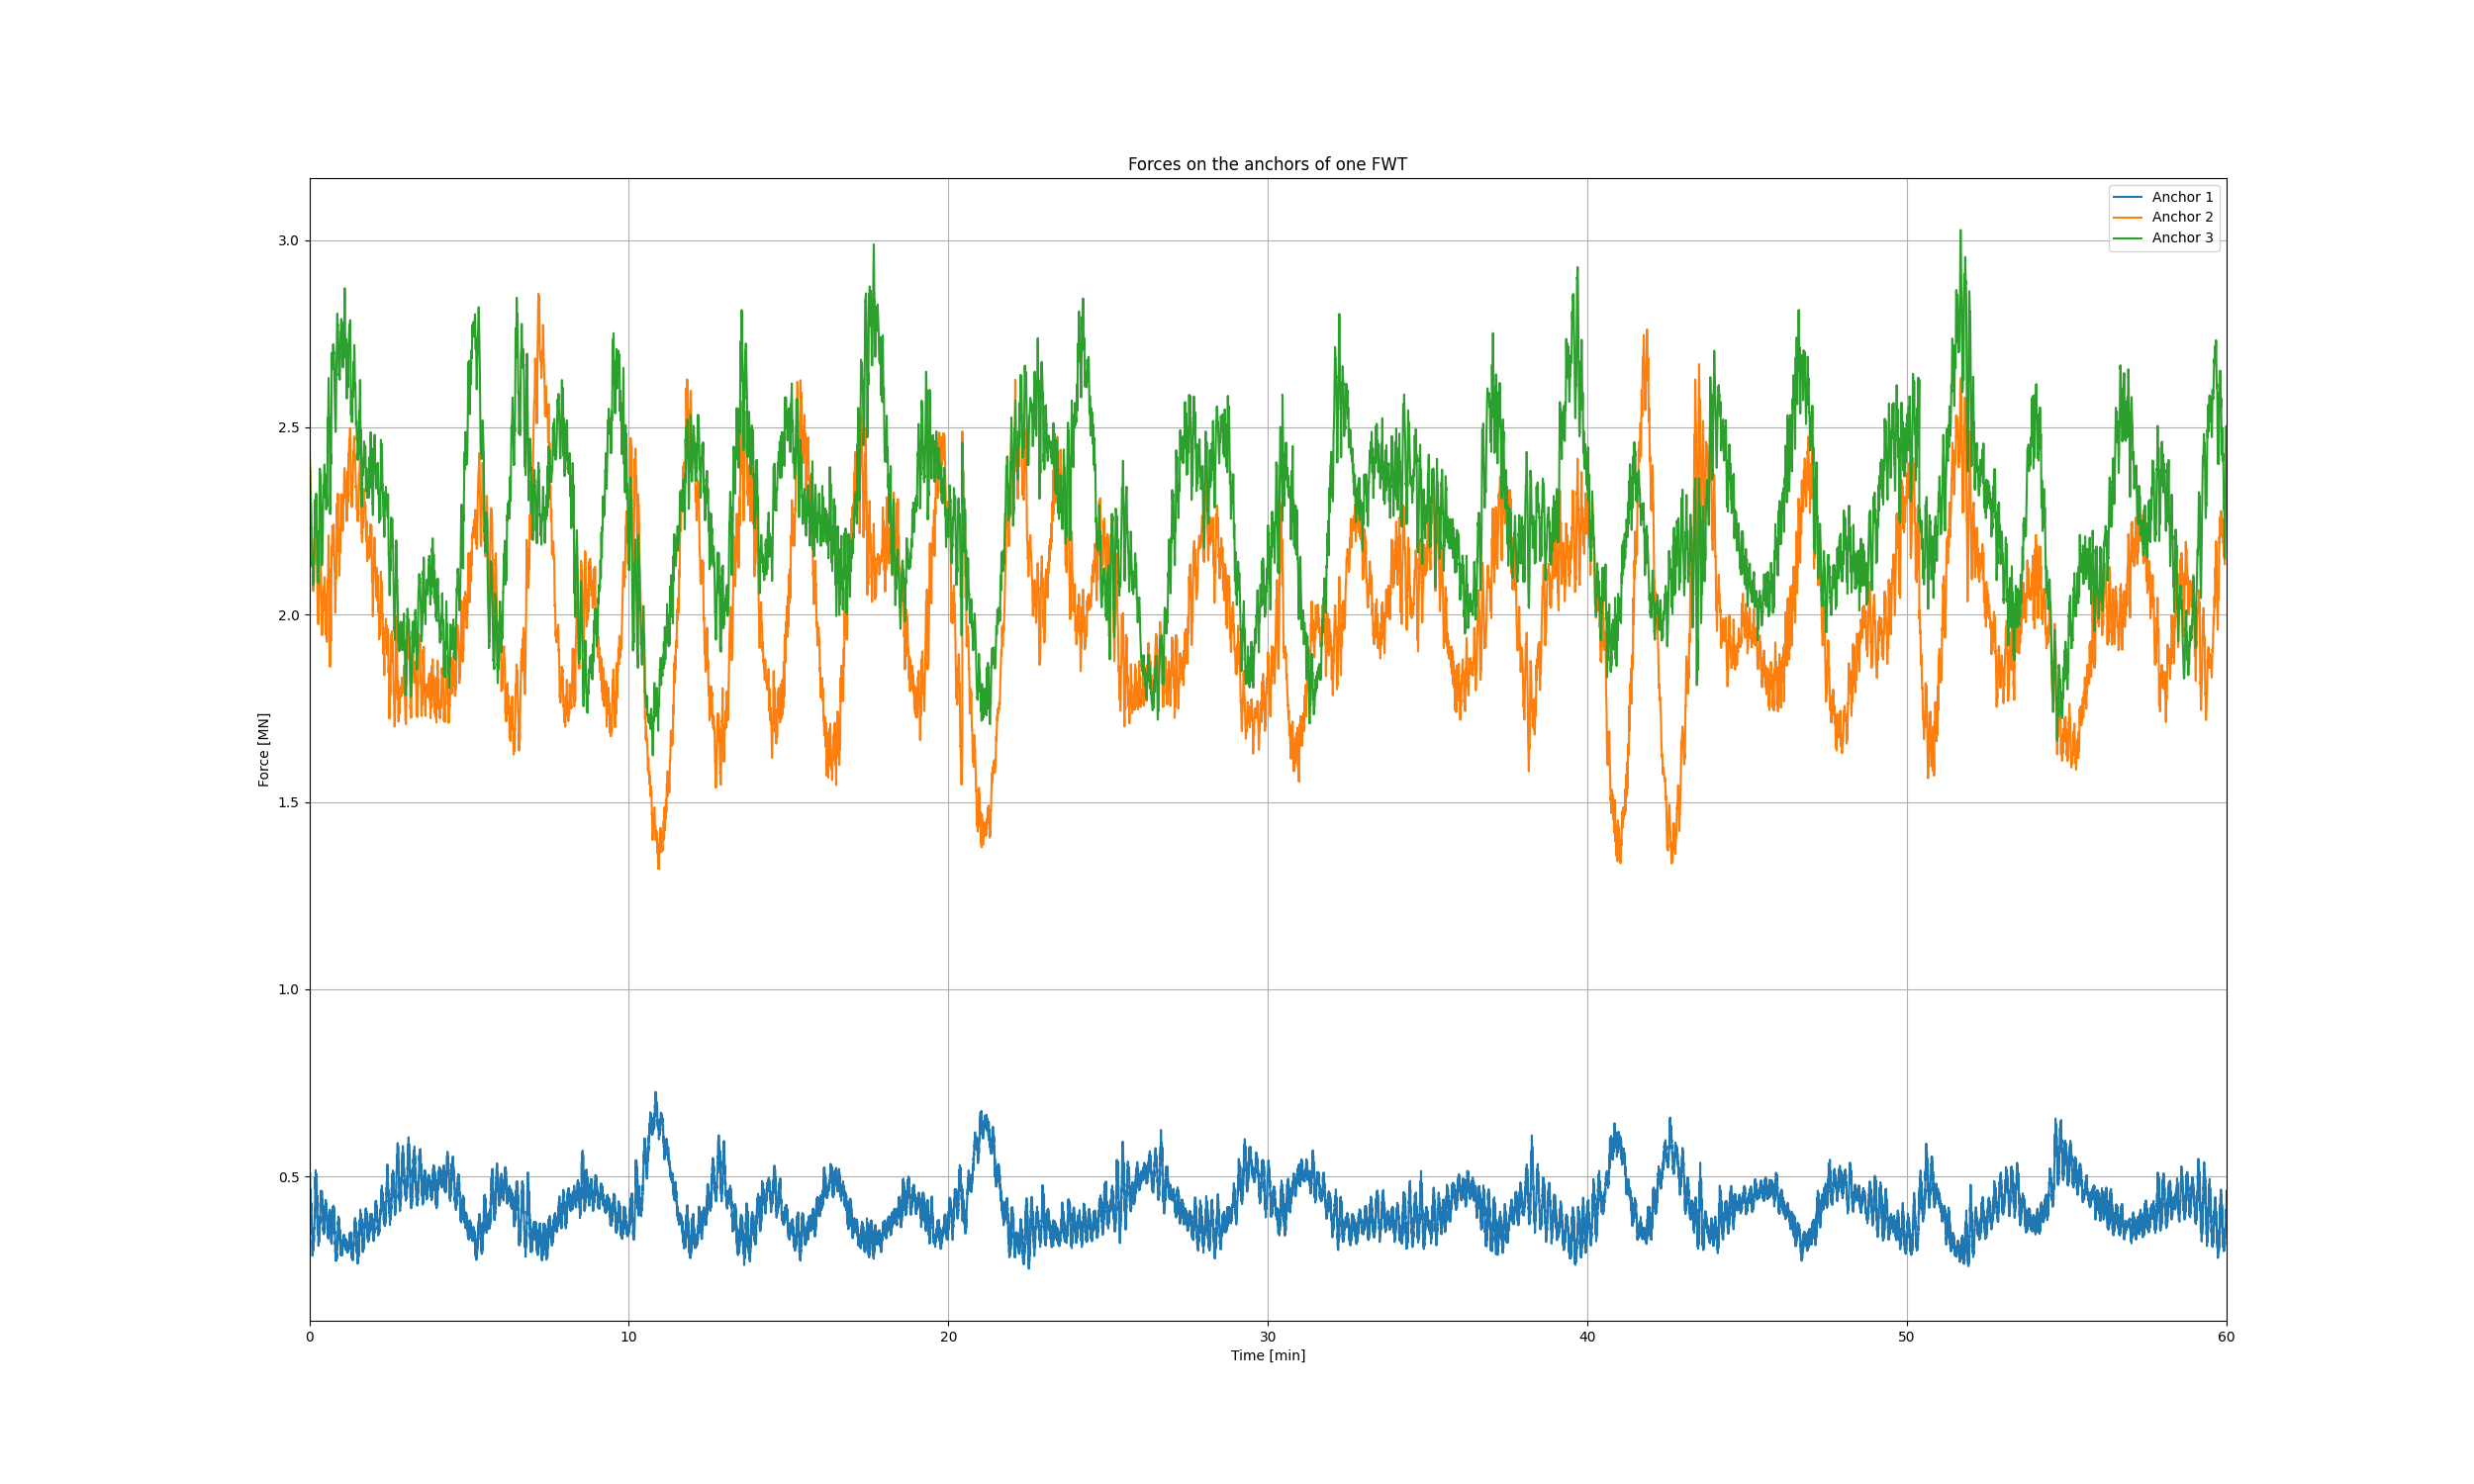 Forces on the anchors of one FWT
Anchor 1
Anchor 2
Anchor 3
Force [MN]
3.0
2.5
2.0
1.5
1.0
0.5
0 10 20 30 40 50 60
Time [min]